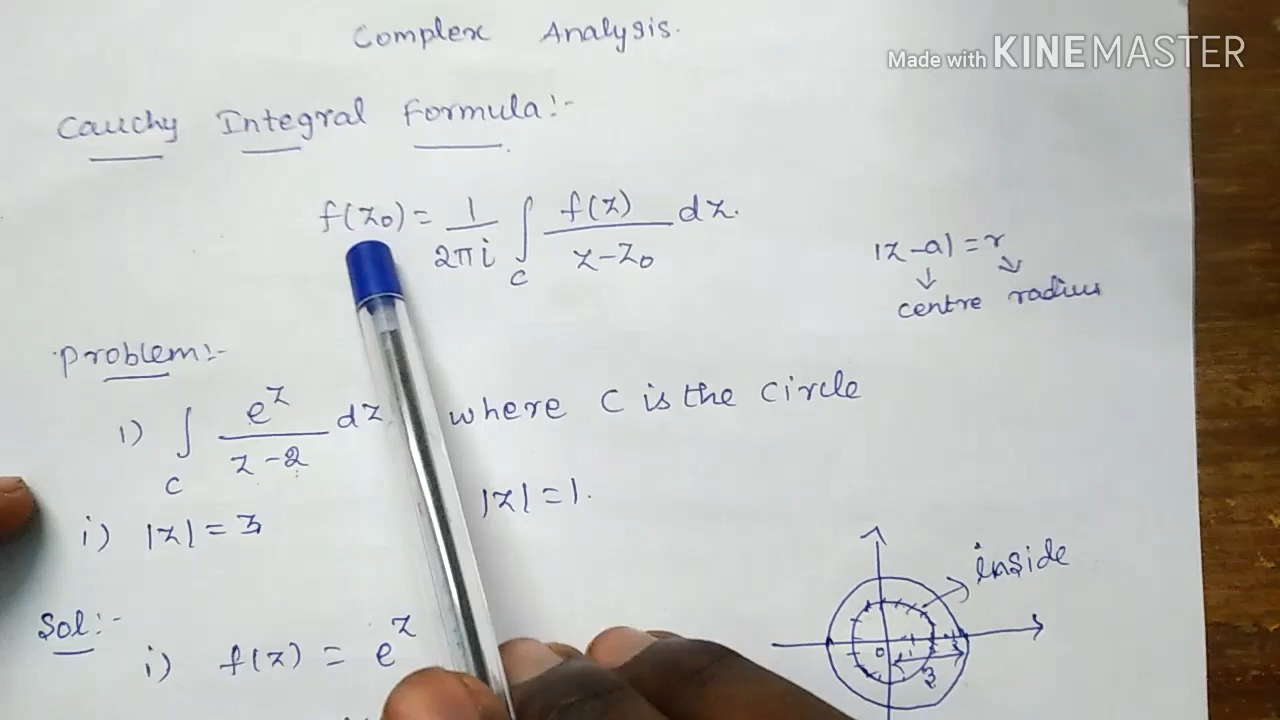 Complex Analysis.
Made with KINEMASTER
Cauchy Integral Formula:-
f(z₀) = 1/2πi ∫_C f(z)/z-z₀ dz.
|z-a| = r
centre radius
Problem:-
1) ∫_C e^z/z-2 dz, where C is the circle
i) |z| = 3 |z| = 1.
inside
Sol:-
i) f(z) = e^z
0
3